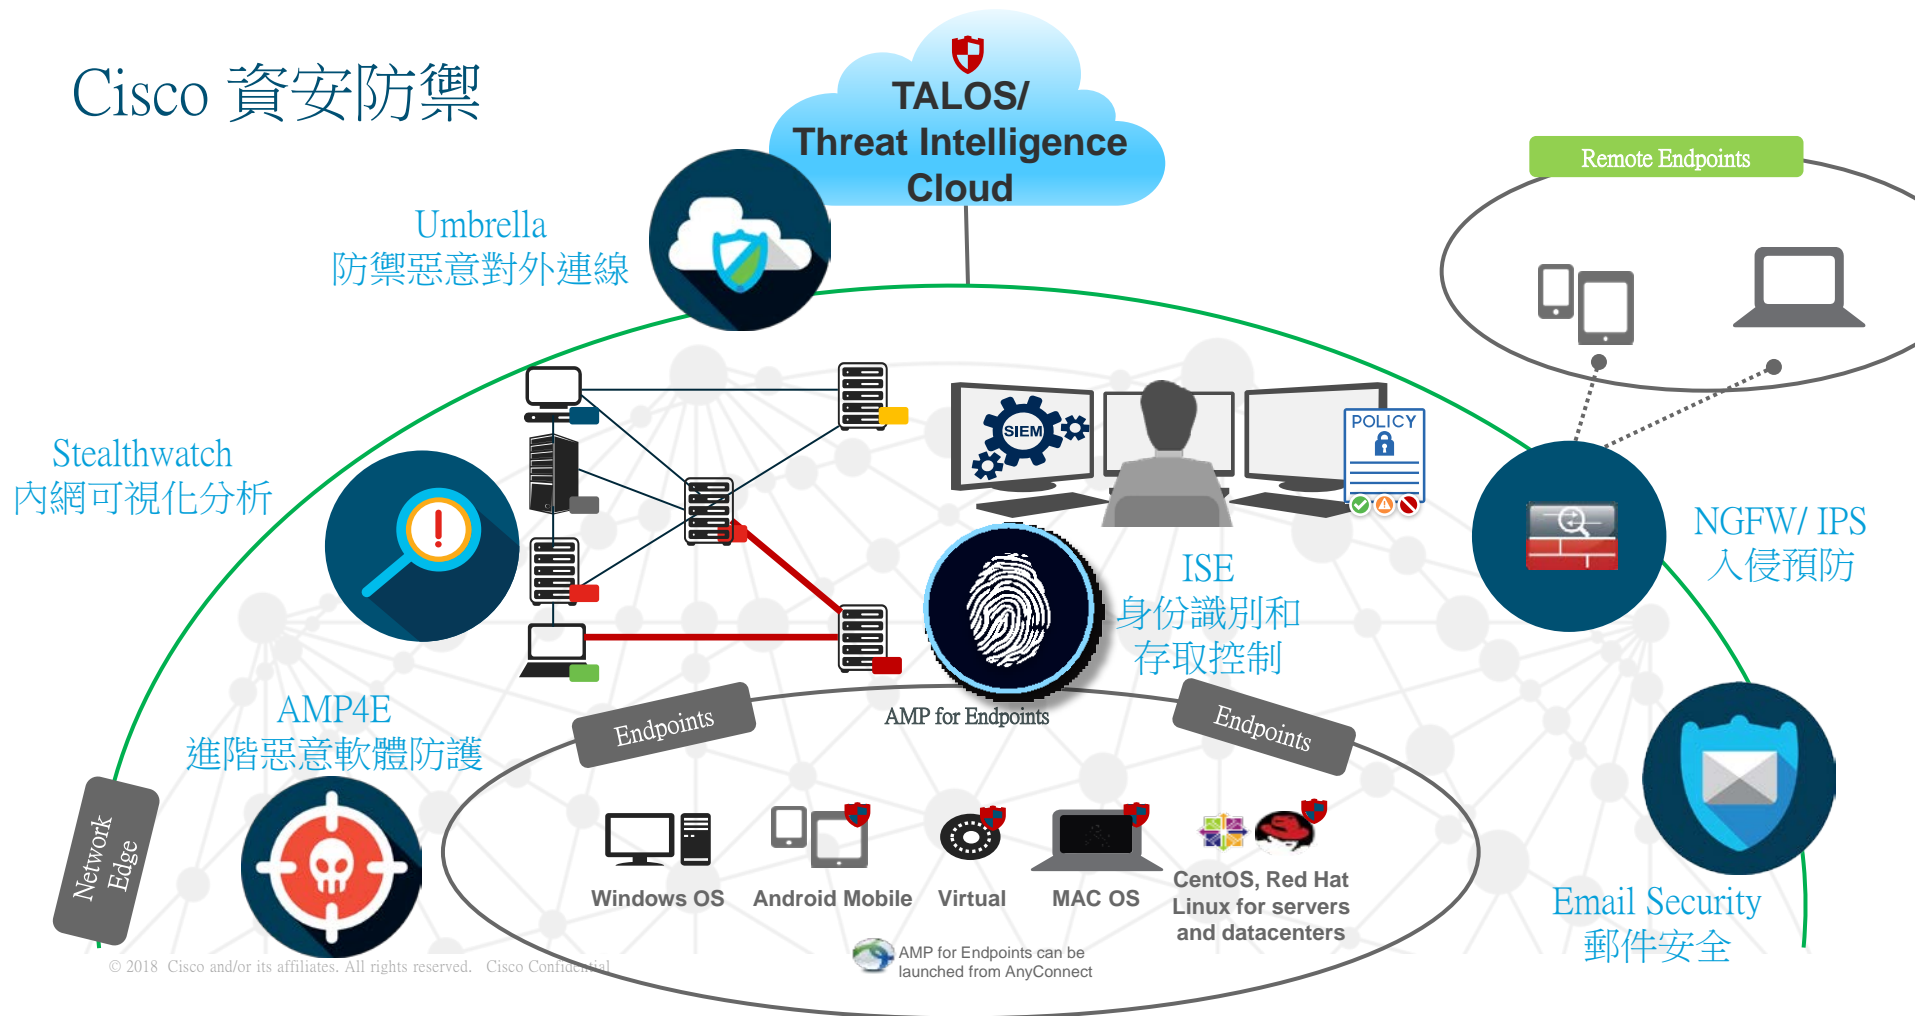 Cisco 資安防禦
TALOS/
Threat Intelligence
Cloud
Remote Endpoints
Umbrella
防禦惡意對外連線
SIEM
POLICY
Stealthwatch
內網可視化分析
NGFW/ IPS
入侵預防
ISE
身份識別和
存取控制
AMP4E
進階惡意軟體防護
Endpoints
AMP for Endpoints
Endpoints
Network
Edge
Windows OS
Android Mobile
Virtual
MAC OS
CentOS, Red Hat
Linux for servers
and datacenters
Email Security
郵件安全
AMP for Endpoints can be
launched from AnyConnect
© 2018 Cisco and/or its affiliates. All rights reserved. Cisco Confidential